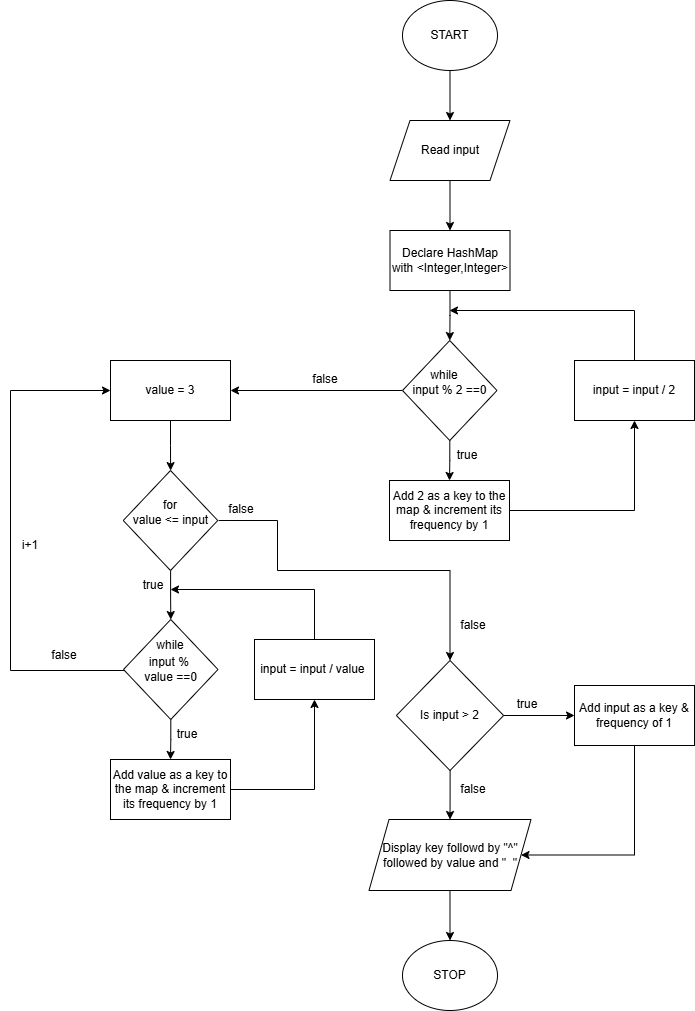 START
Read input
Declare HashMap
with <Integer,Integer>
while
input % 2 ==0
false
value = 3
input = input / 2
true
Add 2 as a key to the
map & increment its
frequency by 1
for
value <= input
false
i+1
true
false
while
input %
value ==0
false
input = input / value
true
Is input > 2
true
Add input as a key &
frequency of 1
Add value as a key to
the map & increment
its frequency by 1
false
Display key followd by "^"
followed by value and "  "
STOP